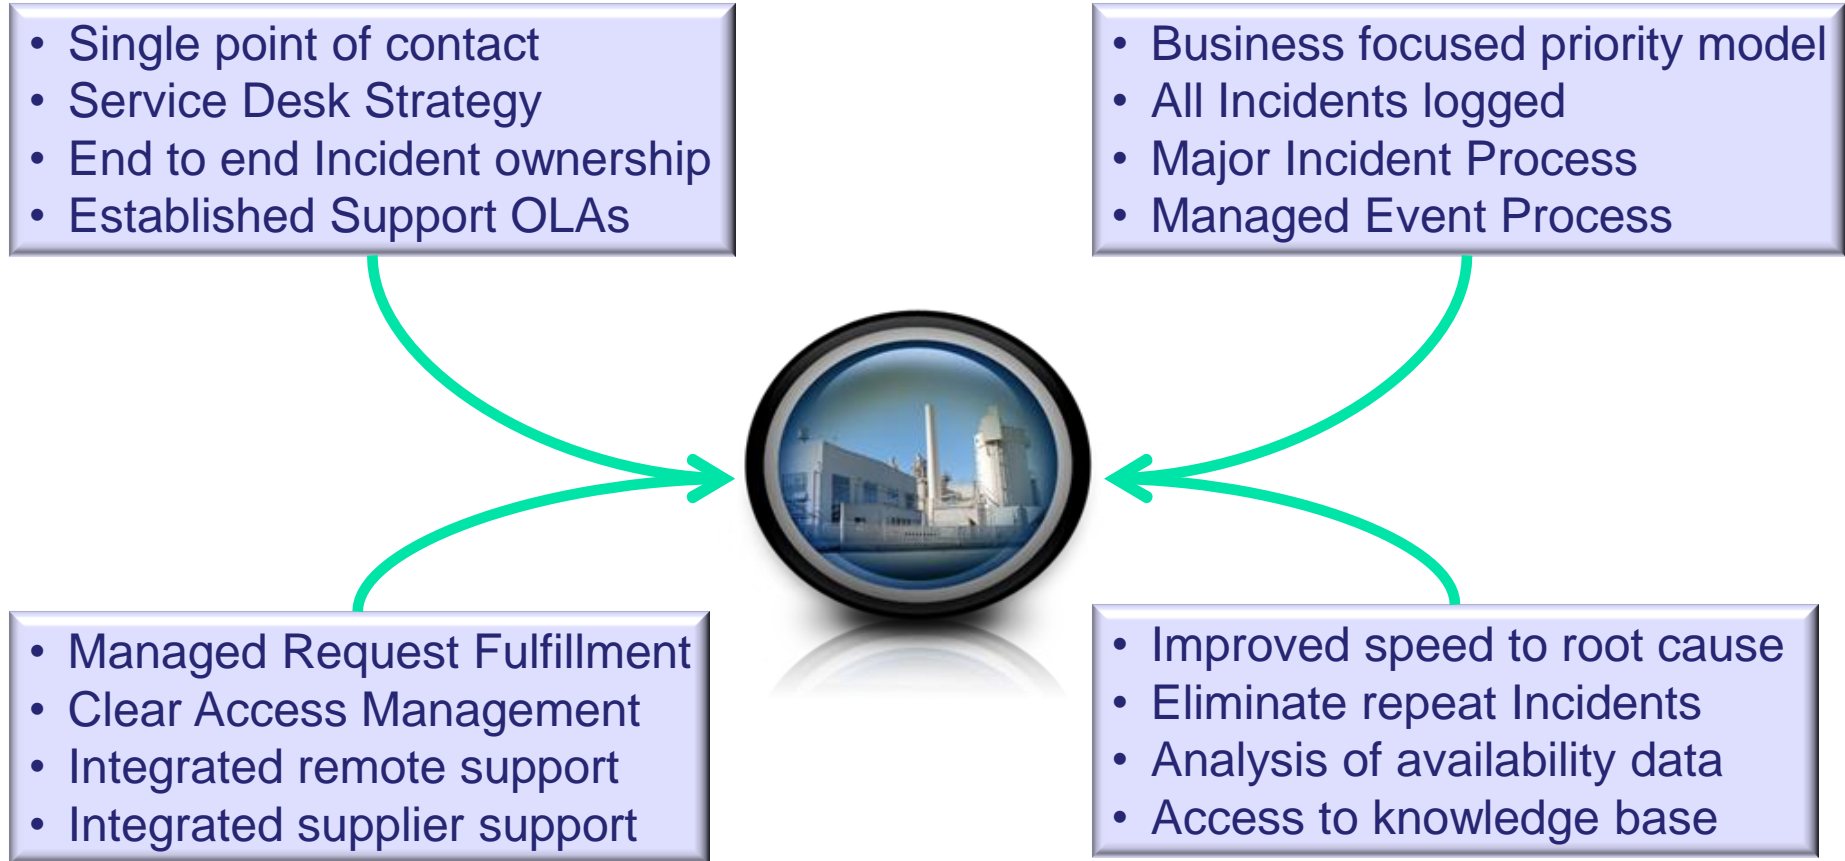 • Single point of contact
• Service Desk Strategy
• End to end Incident ownership
• Established Support OLAs
• Business focused priority model
• All Incidents logged
• Major Incident Process
• Managed Event Process
• Managed Request Fulfillment
• Clear Access Management
• Integrated remote support
• Integrated supplier support
• Improved speed to root cause
• Eliminate repeat Incidents
• Analysis of availability data
• Access to knowledge base